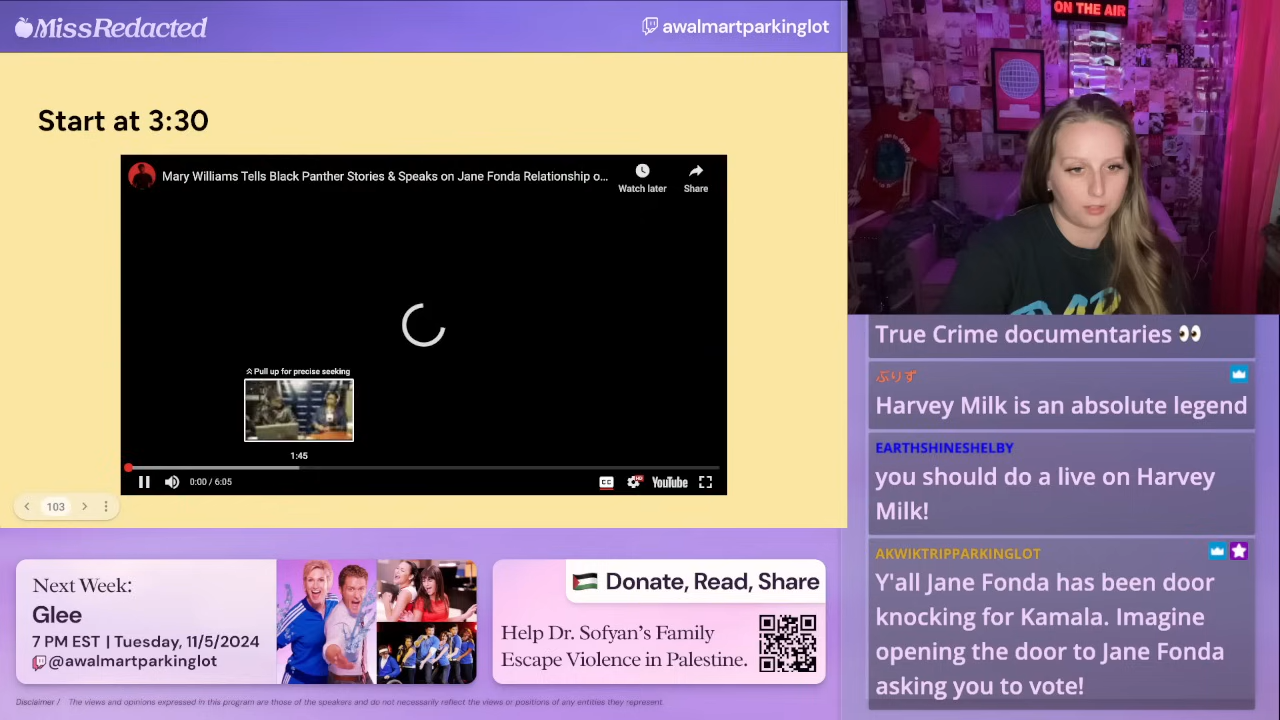 MissRedacted
awalmartparkinglot
ON THE AIR
Start at 3:30
Mary Williams Tells Black Panther Stories & Speaks on Jane Fonda Relationship o...
Watch later
Share
Pull up for precise seeking
1:45
0:00 / 6:05
CC
HD
YouTube
103
True Crime documentaries 👀
ぷりず
Harvey Milk is an absolute legend
EARTHSHINESHELBY
you should do a live on Harvey
Milk!
AKWIKTRIPPARKINGLOT
Y'all Jane Fonda has been door
knocking for Kamala. Imagine
opening the door to Jane Fonda
asking you to vote!
Next Week:
Glee
7 PM EST | Tuesday, 11/5/2024
@awalmartparkinglot
🇵🇸 Donate, Read, Share
Help Dr. Sofyan's Family
Escape Violence in Palestine.
Disclaimer / The views and opinions expressed in this program are those of the speakers and do not necessarily reflect the views or positions of any entities they represent.